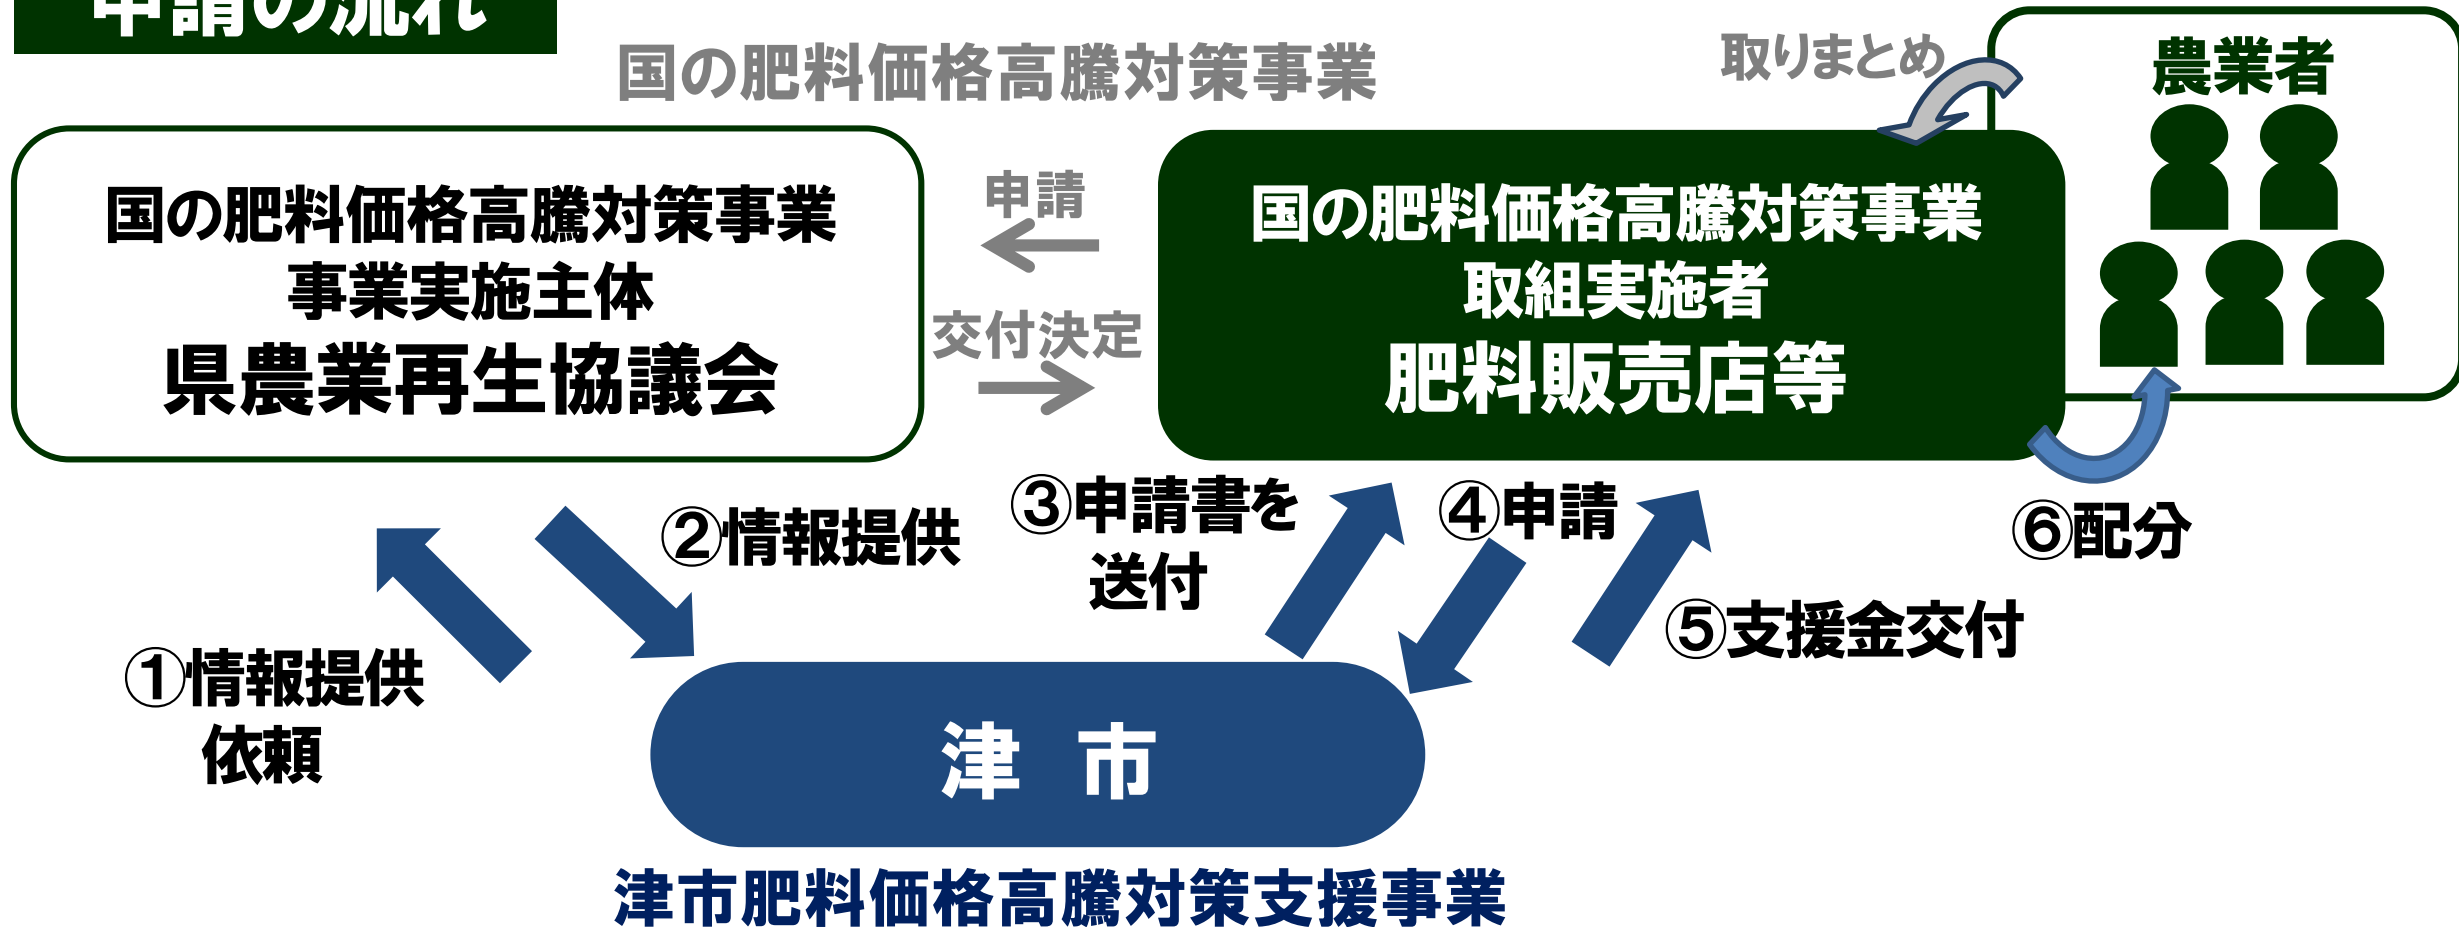 申請の流れ
国の肥料価格高騰対策事業
取りまとめ
農業者
国の肥料価格高騰対策事業
事業実施主体
県農業再生協議会
申請
交付決定
国の肥料価格高騰対策事業
取組実施者
肥料販売店等
①情報提供
依頼
②情報提供
③申請書を
送付
④申請
⑤支援金交付
⑥配分
津 市
津市肥料価格高騰対策支援事業